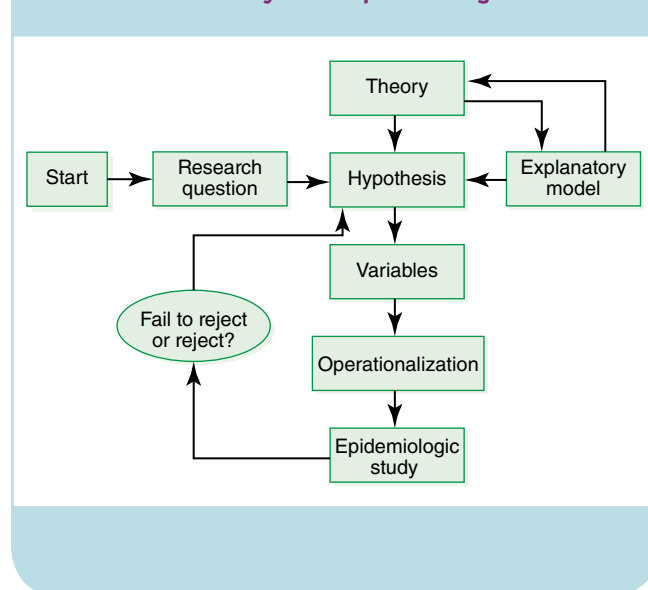 Theory
Start
Research
question
Hypothesis
Explanatory
model
Variables
Fail to reject
or reject?
Operationalization
Epidemiologic
study